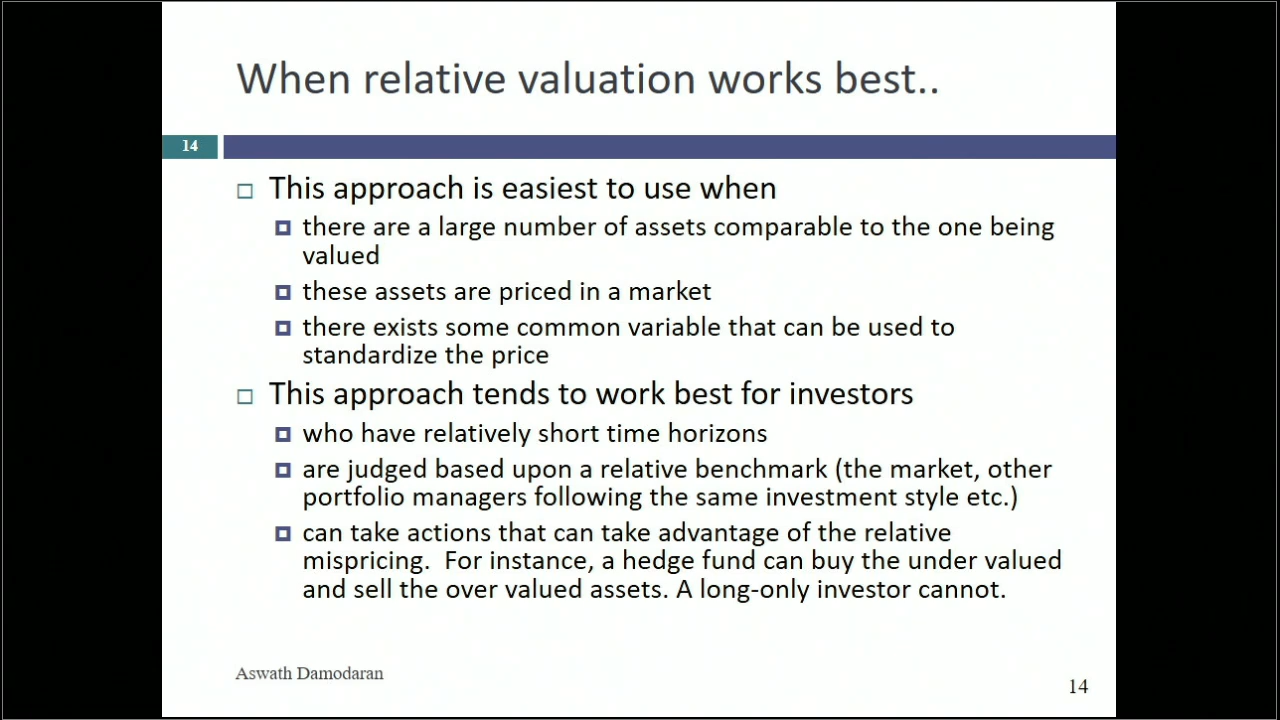 When relative valuation works best..
14
This approach is easiest to use when
there are a large number of assets comparable to the one being
valued
these assets are priced in a market
there exists some common variable that can be used to
standardize the price
This approach tends to work best for investors
who have relatively short time horizons
are judged based upon a relative benchmark (the market, other
portfolio managers following the same investment style etc.)
can take actions that can take advantage of the relative
mispricing.  For instance, a hedge fund can buy the under valued
and sell the over valued assets. A long-only investor cannot.
Aswath Damodaran
14